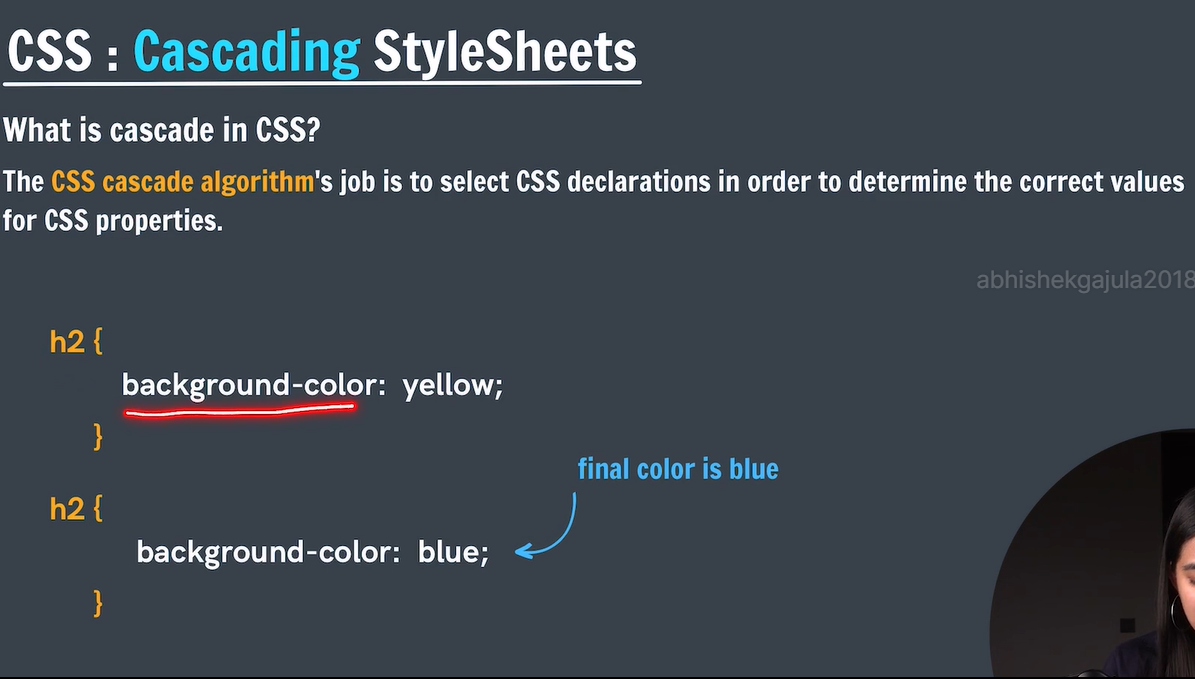 CSS : Cascading StyleSheets
What is cascade in CSS?
The CSS cascade algorithm's job is to select CSS declarations in order to determine the correct values
for CSS properties.
abhishekgajula2018
h2 {
background-color: yellow;
}
final color is blue
h2 {
background-color: blue;
}